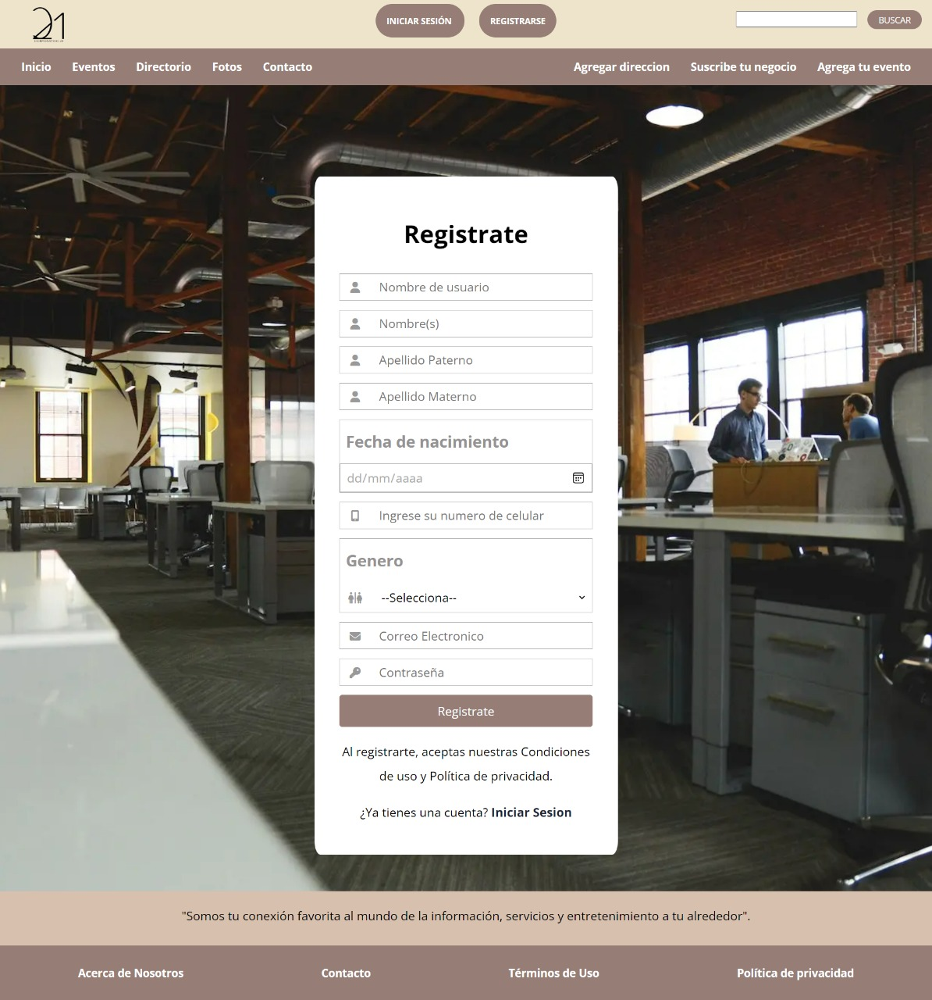 21
INICIAR SESIÓN
REGISTRARSE
BUSCAR
Inicio
Eventos
Directorio
Fotos
Contacto
Agregar direccion
Suscribe tu negocio
Agrega tu evento
Registrate
Nombre de usuario
Nombre(s)
Apellido Paterno
Apellido Materno
Fecha de nacimiento
dd/mm/aaaa
Ingrese su numero de celular
Genero
--Selecciona--
Correo Electronico
Contraseña
Registrate
Al registrarte, aceptas nuestras Condiciones
de uso y Política de privacidad.
¿Ya tienes una cuenta? Iniciar Sesion
"Somos tu conexión favorita al mundo de la información, servicios y entretenimiento a tu alrededor".
Acerca de Nosotros
Contacto
Términos de Uso
Política de privacidad